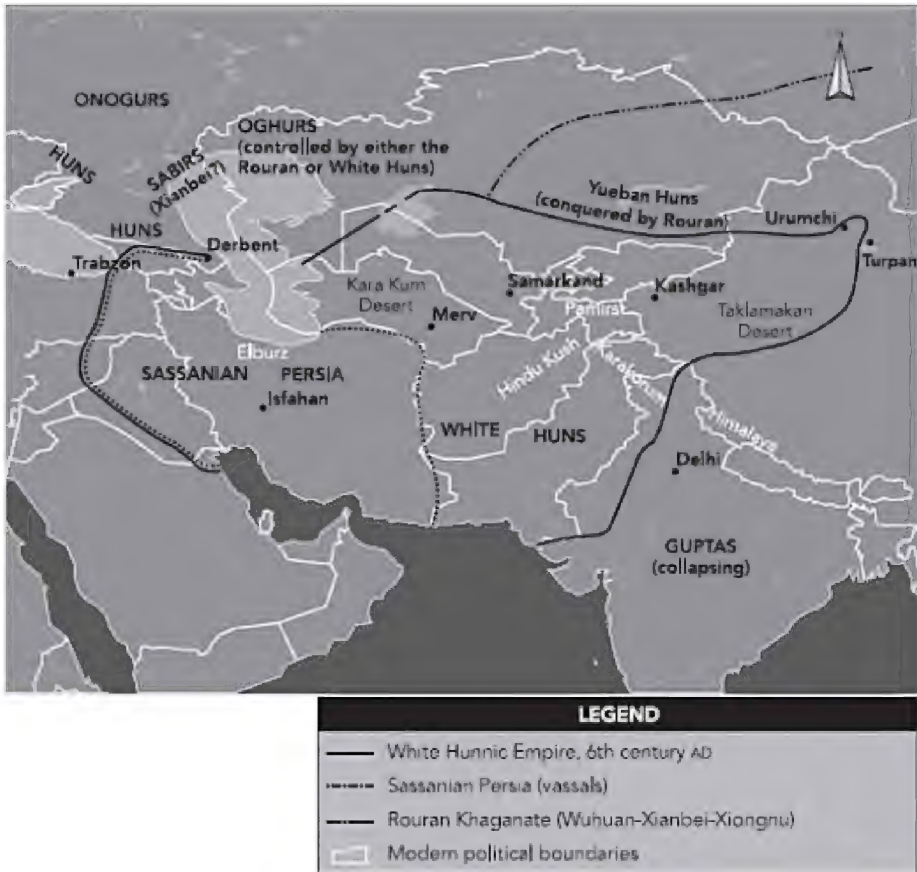 ONOGURS
OGHURS
(controlled by either the
Rouran or White Huns)
HUNS
SABIRS
(Xianbei?)
Yueban Huns
(conquered by Rouran)
Urumchi
HUNS
Derbent
Trabzon
Turpan
Samarkand
Kashgar
Kara Kum
Desert
Merv
Pamirst
Taklamakan
Desert
Elburz
SASSANIAN PERSIA
Isfahan
Hindu Kush
Karakorum
WHITE HUNS
Himalaya
Delhi
GUPTAS
(collapsing)
LEGEND
White Hunnic Empire, 6th century AD
Sassanian Persia (vassals)
Rouran Khaganate (Wuhuan-Xianbei-Xiongnu)
Modern political boundaries